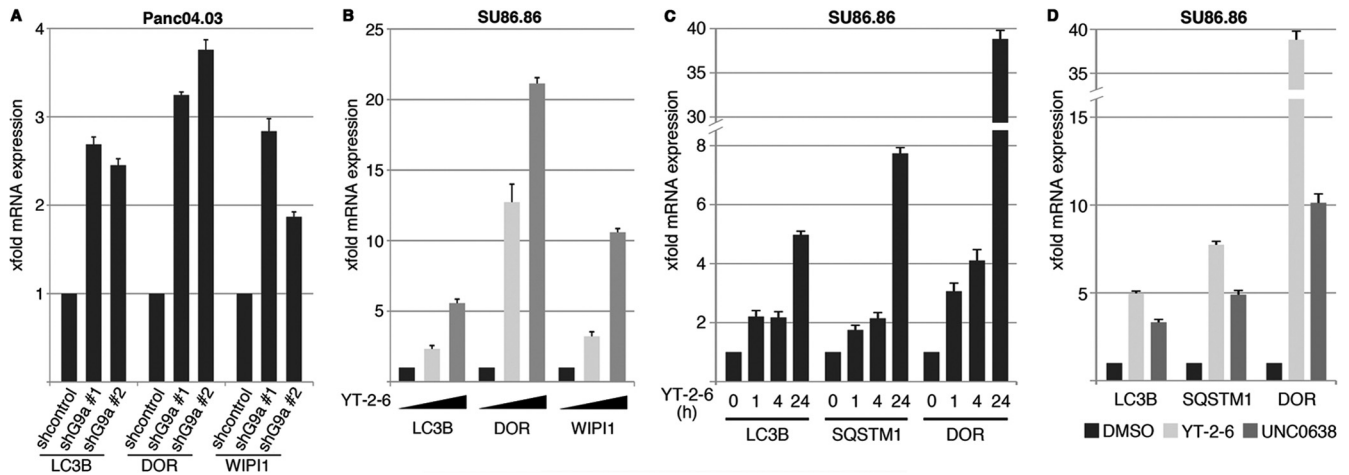 A
Panc04.03
xfold mRNA expression
4
3
2
1
shcontrol
shG9a #1
shG9a #2
shcontrol
shG9a #1
shG9a #2
shcontrol
shG9a #1
shG9a #2
LC3B DOR WIPI1
B
SU86.86
xfold mRNA expression
25
20
15
10
5
YT-2-6
LC3B DOR WIPI1
C
SU86.86
xfold mRNA expression
40
35
30
8
6
4
2
YT-2-6 0 1 4 24 0 1 4 24 0 1 4 24
(h)
LC3B SQSTM1 DOR
D
SU86.86
xfold mRNA expression
40
35
15
10
5
LC3B SQSTM1 DOR
DMSO YT-2-6 UNC0638